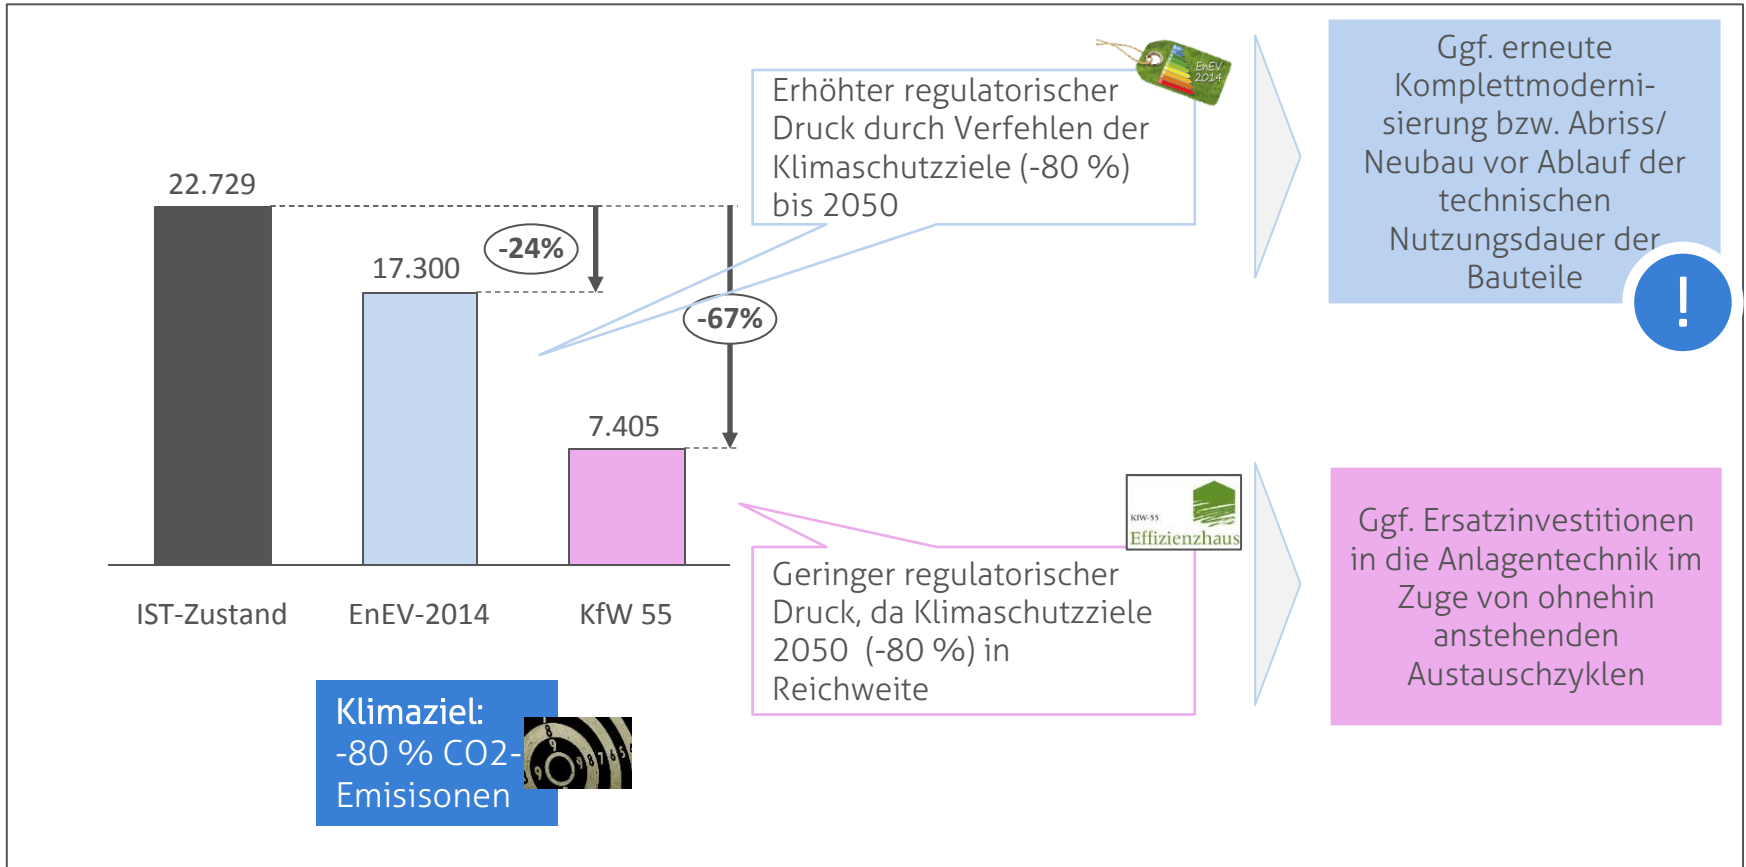 22.729
17.300
7.405
-24%
-67%
IST-Zustand
EnEV-2014
KfW 55
Klimaziel:
-80 % CO2-
Emisisonen
Erhöhter regulatorischer
Druck durch Verfehlen der
Klimaschutzziele (-80 %)
bis 2050
EnEV
2014
Ggf. erneute
Komplettmoderni-
sierung bzw. Abriss/
Neubau vor Ablauf der
technischen
Nutzungsdauer der
Bauteile
!
Geringer regulatorischer
Druck, da Klimaschutzziele
2050 (-80 %) in
Reichweite
KfW-55
Effizienzhaus
Ggf. Ersatzinvestitionen
in die Anlagentechnik im
Zuge von ohnehin
anstehenden
Austauschzyklen